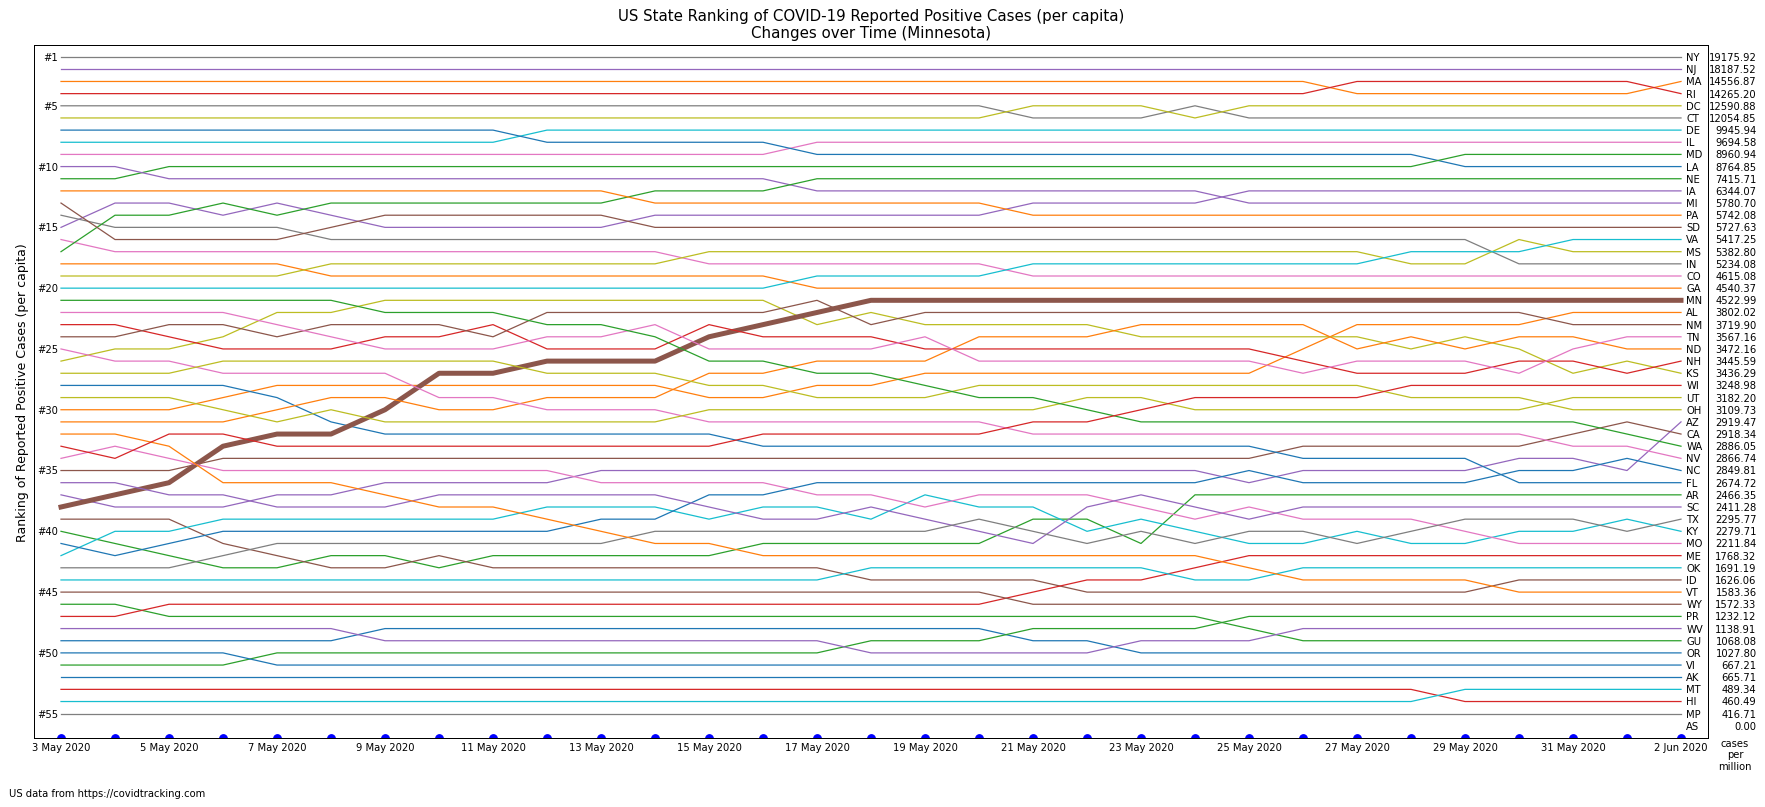 US State Ranking of COVID-19 Reported Positive Cases (per capita)
Changes over Time (Minnesota)
Ranking of Reported Positive Cases (per capita)
#1
#5
#10
#15
#20
#25
#30
#35
#40
#45
#50
#55
NY 19175.92
NJ 18187.52
MA 14556.87
RI 14265.20
DC 12590.88
CT 12054.85
DE 9945.94
IL 9694.58
MD 8960.94
LA 8764.85
NE 7415.71
IA 6344.07
MI 5780.70
PA 5742.08
SD 5727.63
VA 5417.25
MS 5382.80
IN 5234.08
CO 4615.08
GA 4540.37
MN 4522.99
AL 3802.02
NM 3719.90
TN 3567.16
ND 3472.16
NH 3445.59
KS 3436.29
WI 3248.98
UT 3182.20
OH 3109.73
AZ 2919.47
CA 2918.34
WA 2886.05
NV 2866.74
NC 2849.81
FL 2674.72
AR 2466.35
SC 2411.28
TX 2295.77
KY 2279.71
MO 2211.84
ME 1768.32
OK 1691.19
ID 1626.06
VT 1583.36
WY 1572.33
PR 1232.12
WV 1138.91
GU 1068.08
OR 1027.80
VI 667.21
AK 665.71
MT 489.34
HI 460.49
MP 416.71
AS 0.00
3 May 2020 5 May 2020 7 May 2020 9 May 2020 11 May 2020 13 May 2020 15 May 2020 17 May 2020 19 May 2020 21 May 2020 23 May 2020 25 May 2020 27 May 2020 29 May 2020 31 May 2020 2 Jun 2020
cases
per
million
US data from https://covidtracking.com